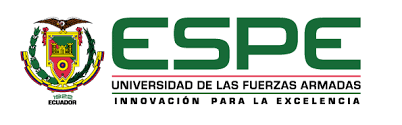 ESPE
UNIVERSIDAD DE LAS FUERZAS ARMADAS
INNOVACIÓN PARA LA EXCELENCIA
ECUADOR